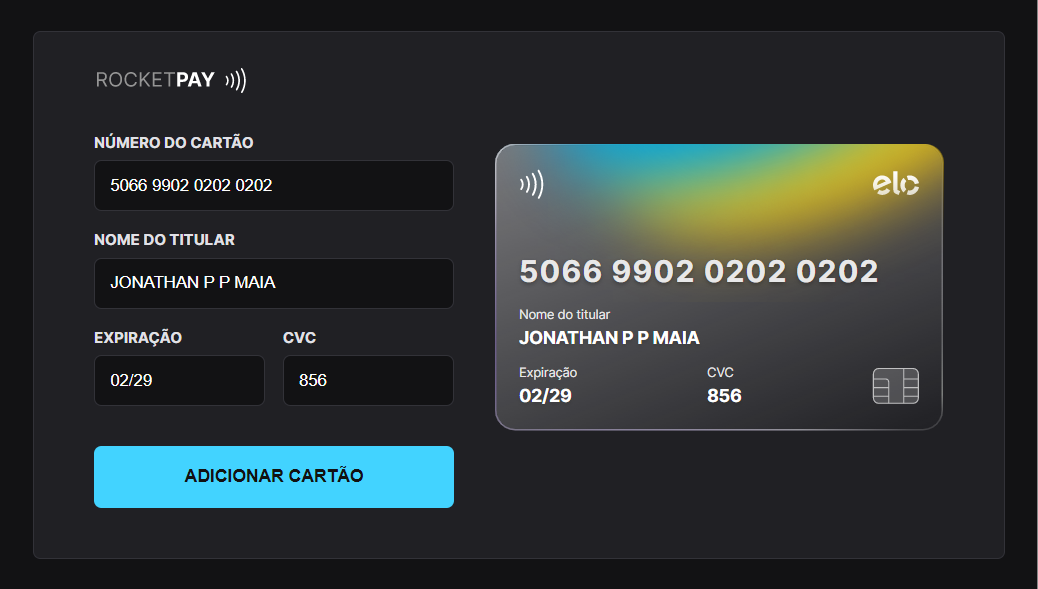 ROCKETPAY
NÚMERO DO CARTÃO
5066 9902 0202 0202
NOME DO TITULAR
JONATHAN P P MAIA
EXPIRAÇÃO CVC
02/29 856
ADICIONAR CARTÃO
elo
5066 9902 0202 0202
Nome do titular
JONATHAN P P MAIA
Expiração CVC
02/29 856